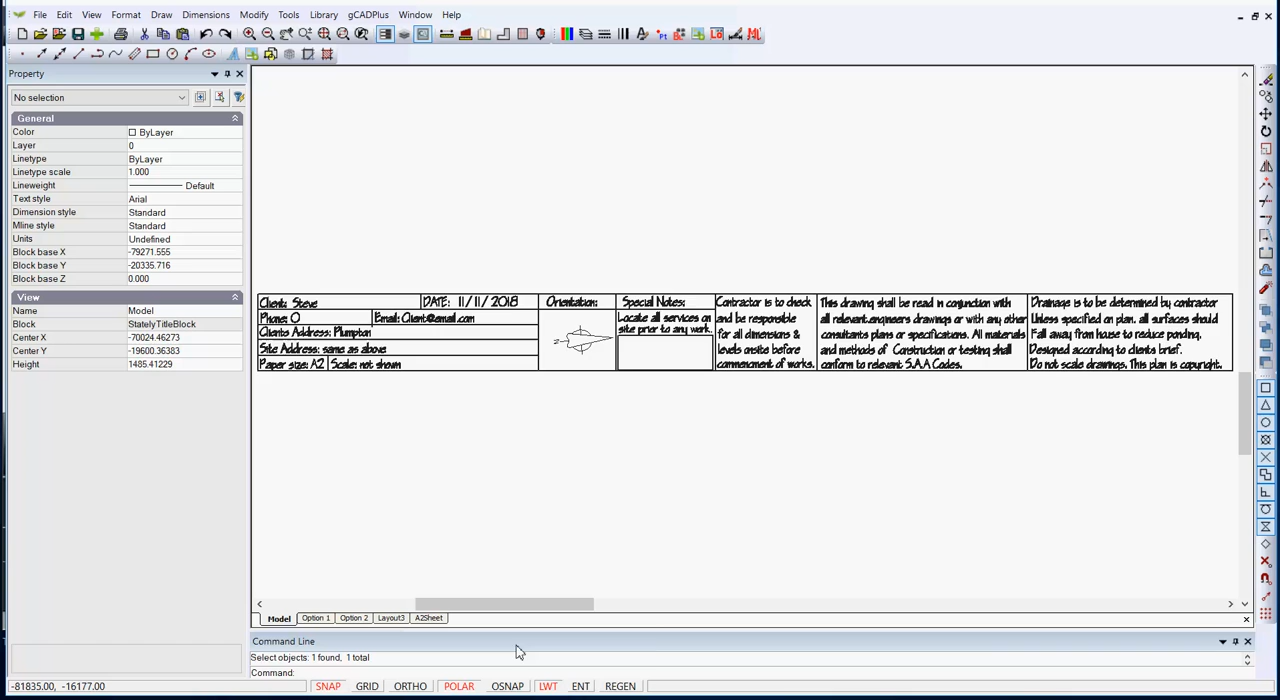 File Edit View Format Draw Dimensions Modify Tools Library gCADPlus Window Help
Property
No selection
General
Color ByLayer
Layer 0
Linetype ByLayer
Linetype scale 1.000
Lineweight Default
Text style Arial
Dimension style Standard
Mline style Standard
Units Undefined
Block base X -79271.555
Block base Y -20335.716
Block base Z 0.000
View
Name Model
Block StatelyTitleBlock
Center X -70024.46273
Center Y -19600.36383
Height 1485.41229
Client: Steve
DATE: 11/11/2018
Phone: 0
Email: Client@email.com
Clients Address: Plumpton
Site Address: same as above
Paper size: A2 Scale: not shown
Orientation:
Special Notes:
Locate all services on
site prior to any work.
Contractor is to check
and be responsible
for all dimensions &
levels onsite before
commencment of works.
This drawing shall be read in conjunction with
all relevant.engineers drawings or with any other
consultants plans or specifications. All materials
and methods of Construction or testing shall
conform to relevant S.A.A Codes.
Drainage is to be determined by contractor
Unless specified on plan, all surfaces should
Fall away from house to reduce ponding.
Designed according to clients brief.
Do not scale drawings. This plan is copyright.
Model Option 1 Option 2 Layout3 A2Sheet
Command Line
Select objects: 1 found, 1 total
Command:
-81835.00, -16177.00
SNAP GRID ORTHO POLAR OSNAP LWT ENT REGEN